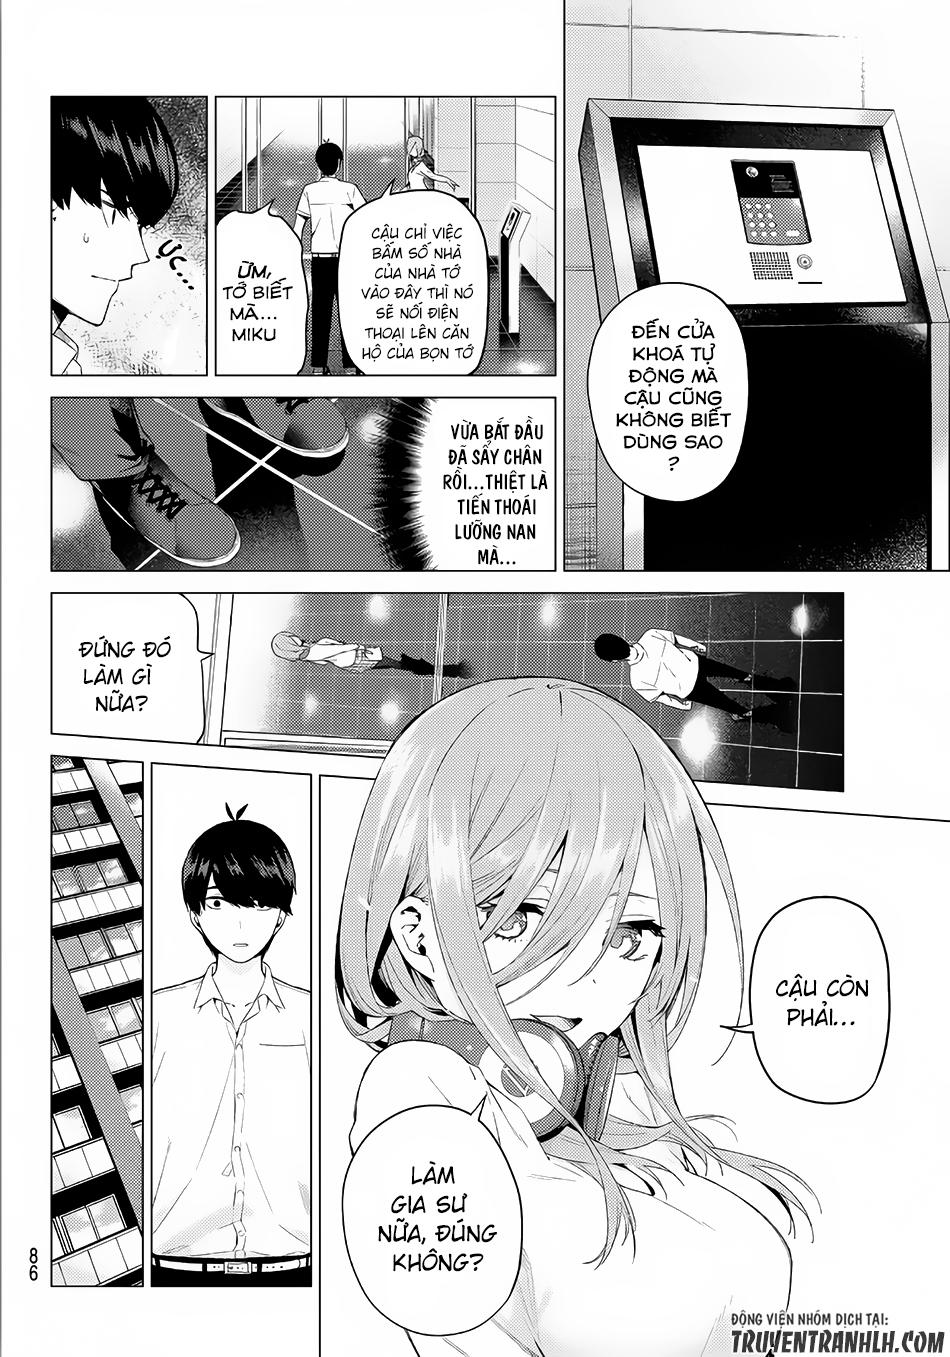 ĐẾN CỬA
KHOÁ TỰ
ĐỘNG MÀ
CẬU CŨNG
KHÔNG BIẾT
DÙNG SAO
?
CẬU CHỈ VIỆC
BẤM SỐ NHÀ
CỦA NHÀ TỚ
VÀO ĐÂY THÌ NÓ
SẼ NỐI ĐIỆN
THOẠI LÊN CĂN
HỘ CỦA BỌN TỚ
ỪM,
TỚ BIẾT
MÀ...
MIKU
ỰC...
VỪA BẮT ĐẦU
ĐÃ SẨY CHÂN
RỒI...THIỆT LÀ
TIẾN THOÁI
LƯỠNG NAN
MÀ...
ĐỨNG ĐÓ
LÀM GÌ
NỮA?
CẬU CÒN
PHẢI...
LÀM
GIA SƯ
NỮA, ĐÚNG
KHÔNG?
86
ĐỘNG VIÊN NHÓM DỊCH TẠI:
TRUYENTRANHLH.COM